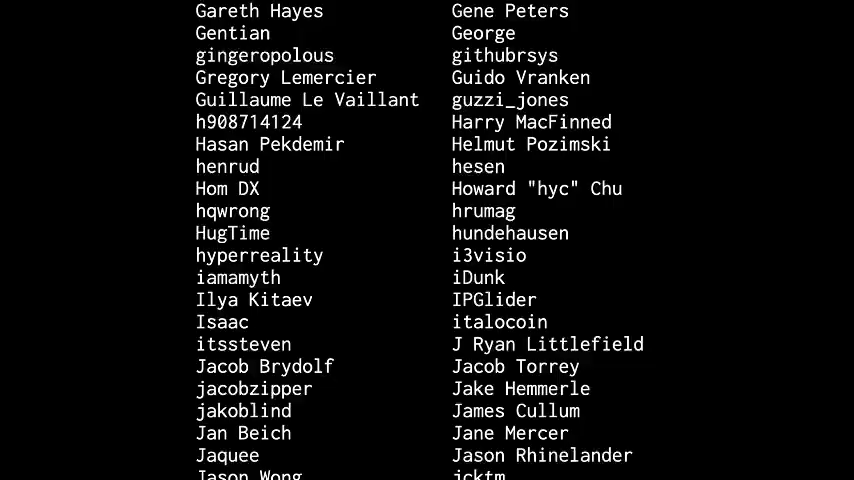 Gareth Hayes Gene Peters
Gentian George
gingeropolous githubrsys
Gregory Lemercier Guido Vranken
Guillaume Le Vaillant guzzi_jones
h908714124 Harry MacFinned
Hasan Pekdemir Helmut Pozimski
henrud hesen
Hom DX Howard "hyc" Chu
hqwrong hrumag
HugTime hundehausen
hyperreality i3visio
iamamyth iDunk
Ilya Kitaev IPGlider
Isaac italocoin
itssteven J Ryan Littlefield
Jacob Brydolf Jacob Torrey
jacobzipper Jake Hemmerle
jakoblind James Cullum
Jan Beich Jane Mercer
Jaquee Jason Rhinelander
Jason Wong jcktm